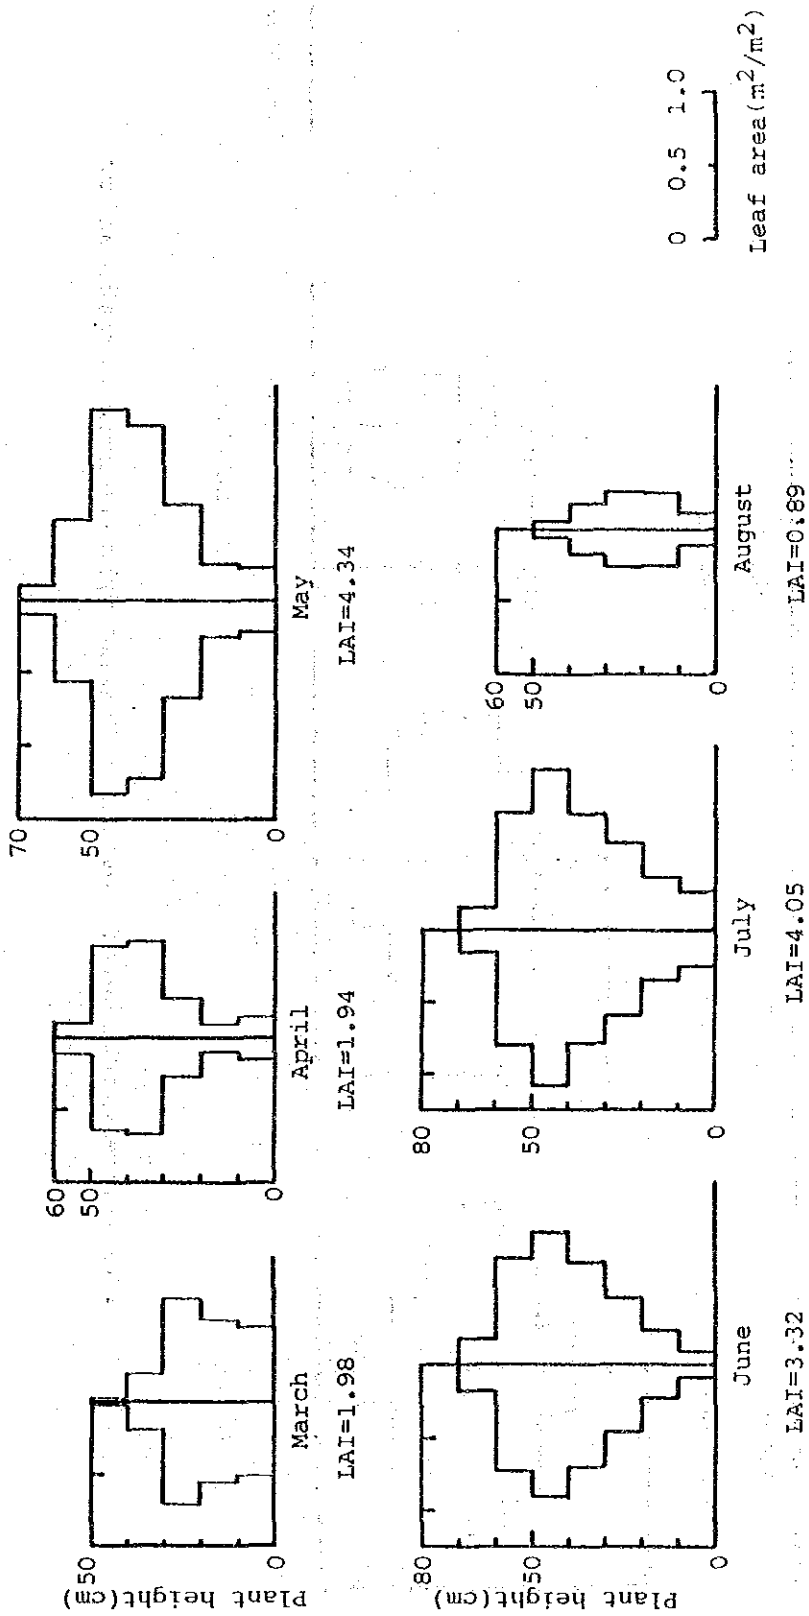 Plant height(cm)
50
0
March
LAI=1.98
60
50
0
April
LAI=1.94
70
50
0
May
LAI=4.34
Plant height(cm)
80
50
0
June
LAI=3.32
80
50
0
July
LAI=4.05
60
50
0
August
LAI=0.89
0 0.5 1.0
Leaf area(m²/m²)